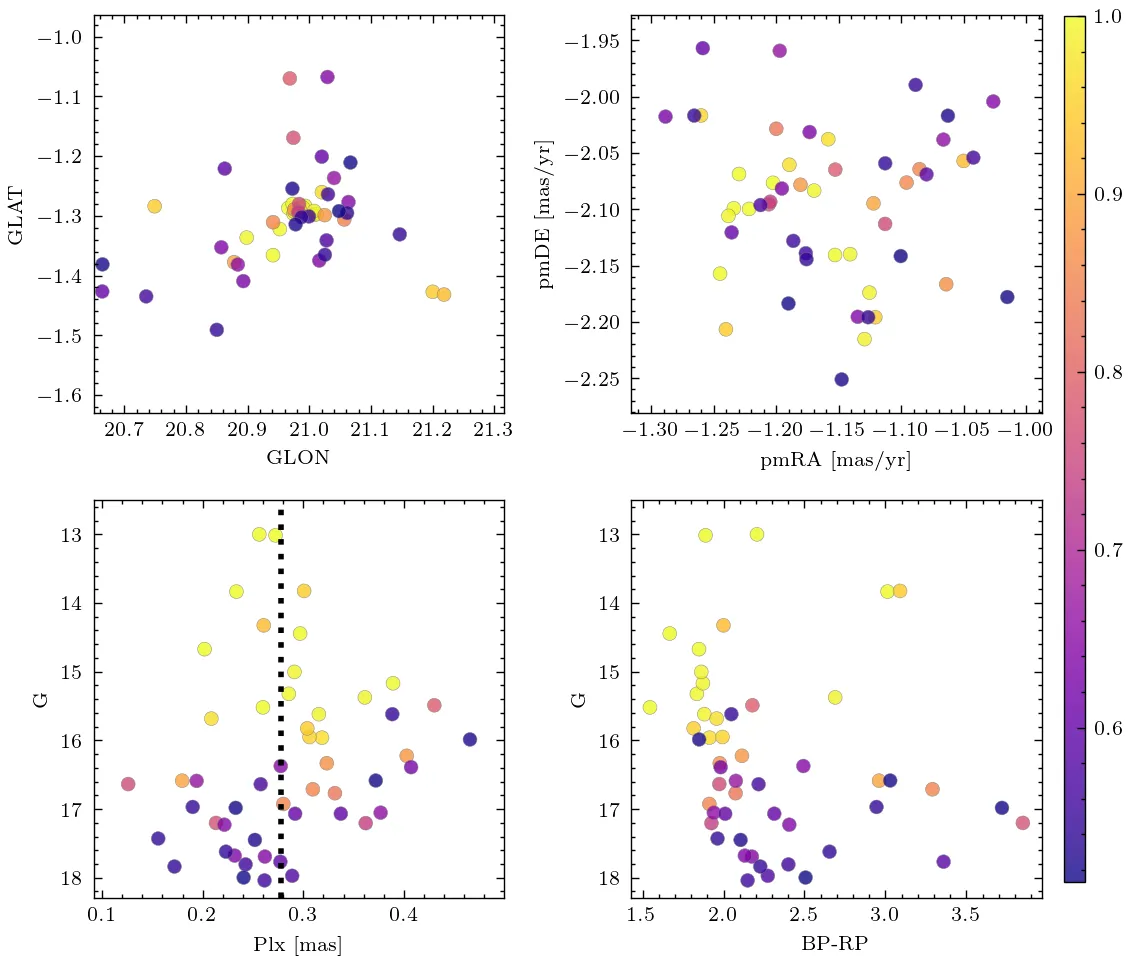 −1.0
−1.1
−1.2
−1.3
−1.4
−1.5
−1.6
GLAT
20.7 20.8 20.9 21.0 21.1 21.2 21.3
GLON
−1.95
−2.00
−2.05
−2.10
−2.15
−2.20
−2.25
pmDE [mas/yr]
−1.30 −1.25 −1.20 −1.15 −1.10 −1.05 −1.00
pmRA [mas/yr]
1.0
0.9
0.8
0.7
0.6
13
14
15
16
17
18
G
0.1 0.2 0.3 0.4
Plx [mas]
13
14
15
16
17
18
G
1.5 2.0 2.5 3.0 3.5
BP-RP